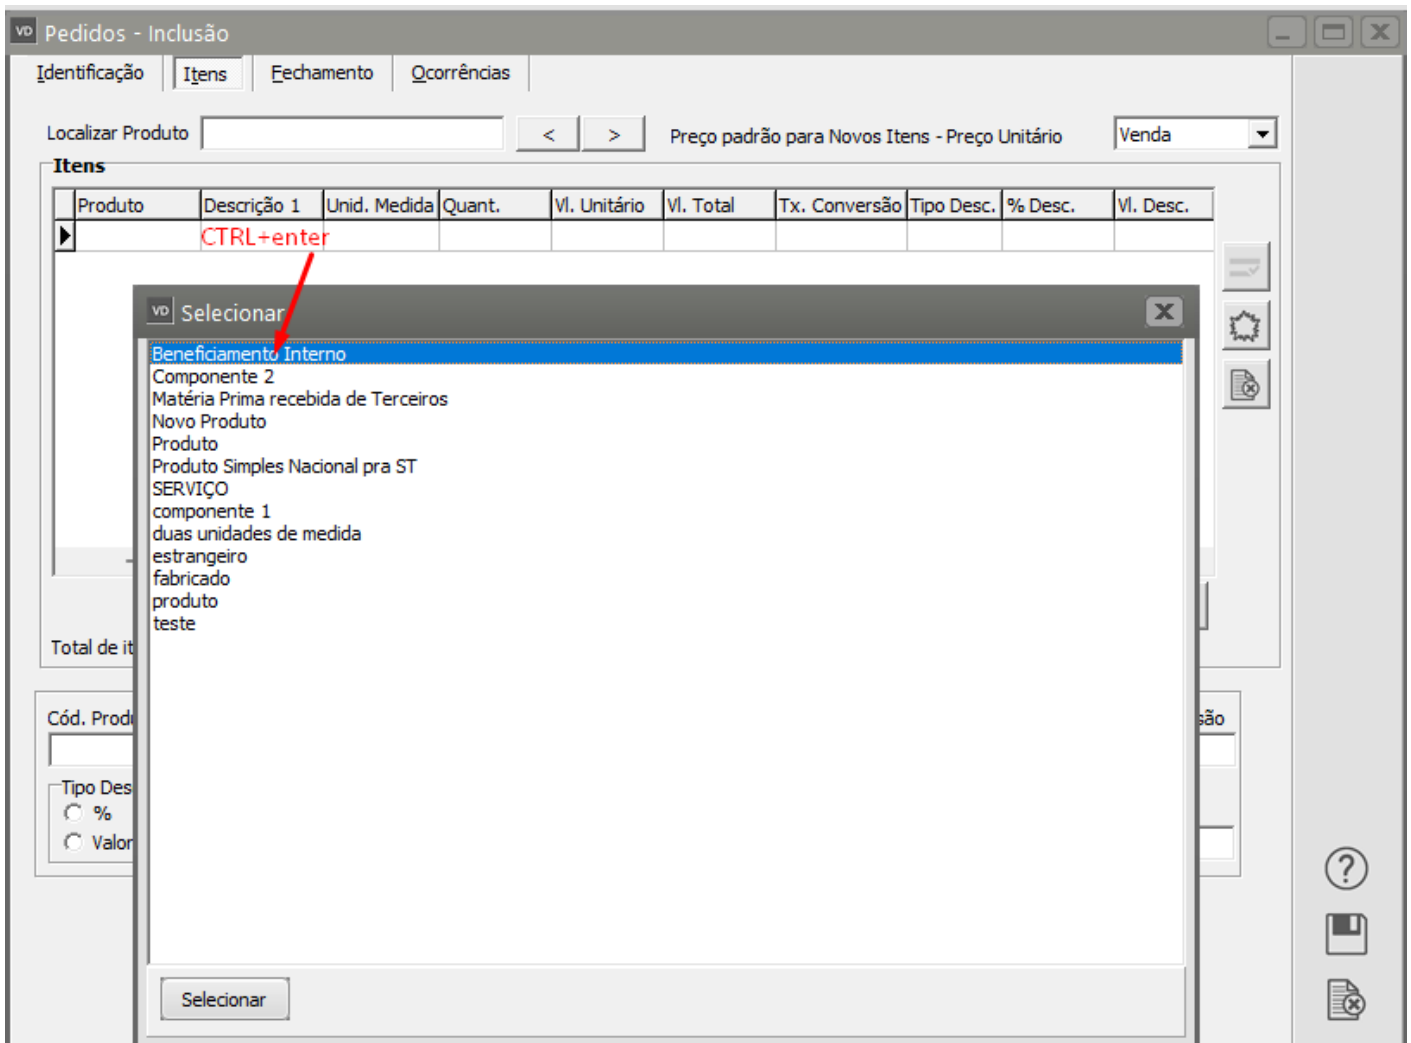 VD Pedidos - Inclusão
Identificação Itens Fechamento Ocorrências
Localizar Produto < > Preço padrão para Novos Itens - Preço Unitário Venda
Itens
Produto Descrição 1 Unid. Medida Quant. Vl. Unitário Vl. Total Tx. Conversão Tipo Desc. % Desc. Vl. Desc.
CTRL+enter
VD Selecionar
Beneficiamento Interno
Componente 2
Matéria Prima recebida de Terceiros
Novo Produto
Produto
Produto Simples Nacional pra ST
SERVIÇO
componente 1
duas unidades de medida
estrangeiro
fabricado
produto
teste
Total de it
Cód. Produ são
Tipo Des
%
Valor
Selecionar